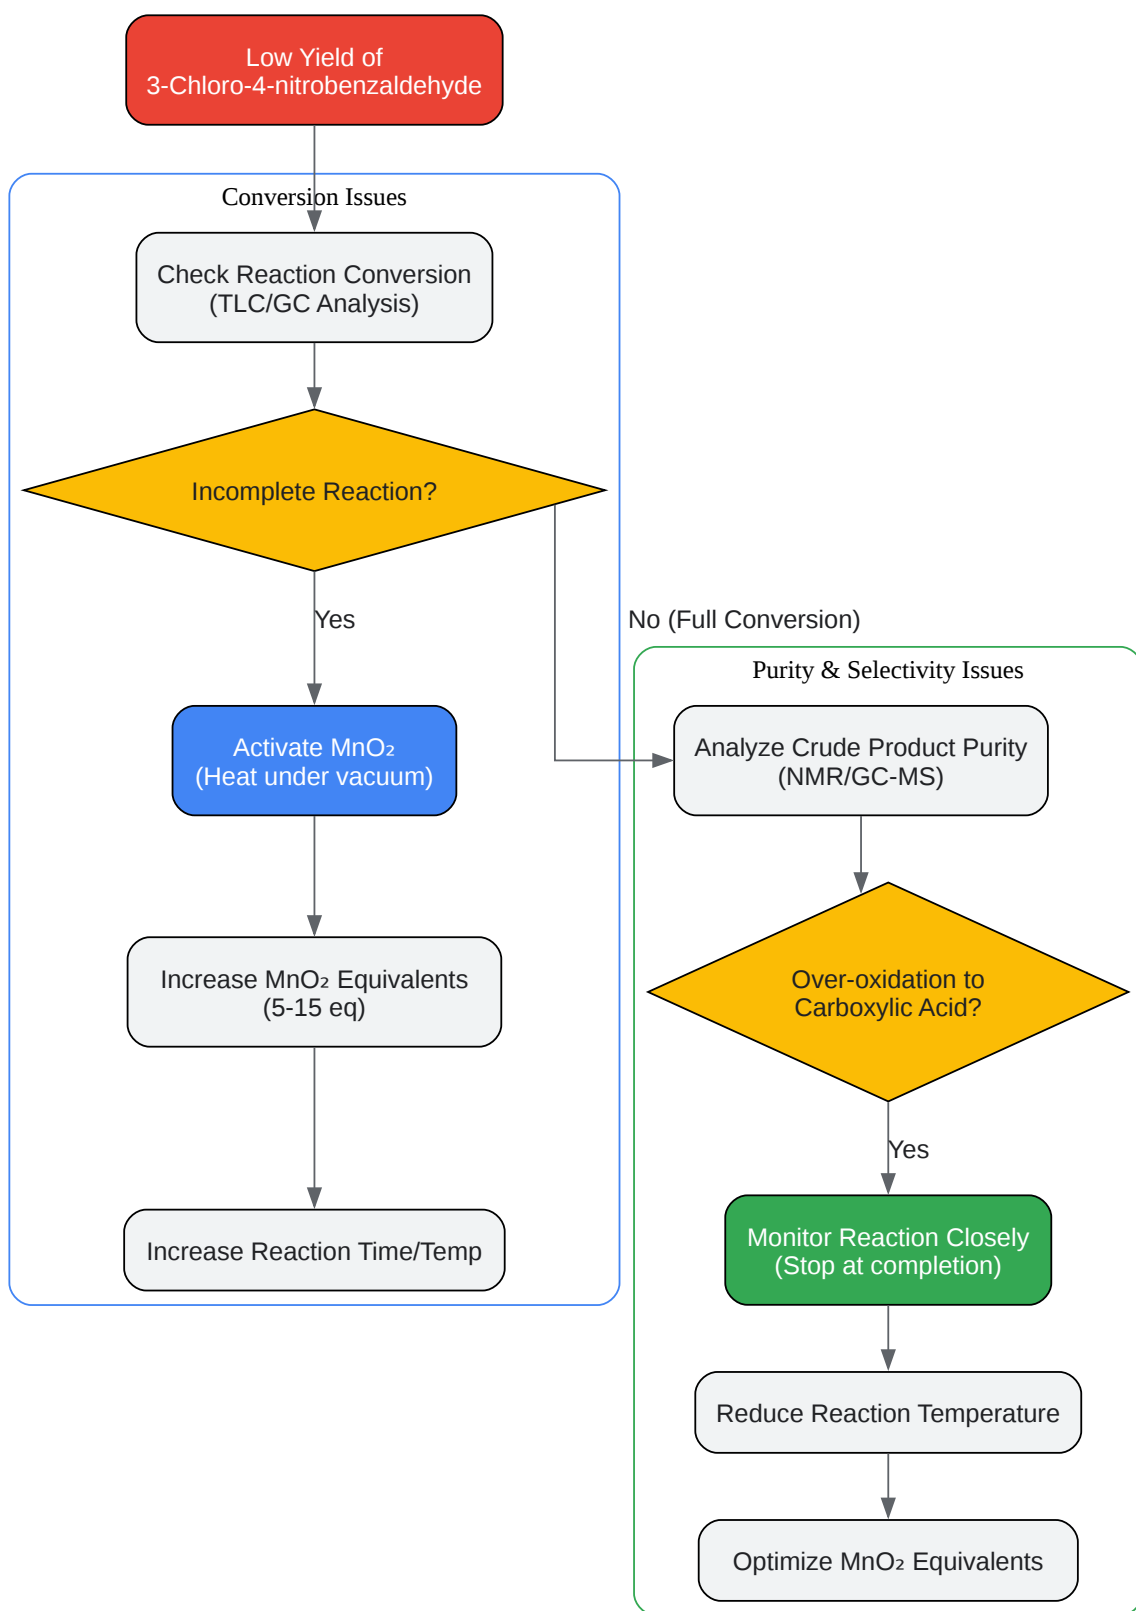 Low Yield of
3-Chloro-4-nitrobenzaldehyde
Conversion Issues
Check Reaction Conversion
(TLC/GC Analysis)
Incomplete Reaction?
Yes
No (Full Conversion)
Purity & Selectivity Issues
Activate MnO₂
(Heat under vacuum)
Analyze Crude Product Purity
(NMR/GC-MS)
Increase MnO₂ Equivalents
(5-15 eq)
Over-oxidation to
Carboxylic Acid?
Yes
Increase Reaction Time/Temp
Monitor Reaction Closely
(Stop at completion)
Reduce Reaction Temperature
Optimize MnO₂ Equivalents